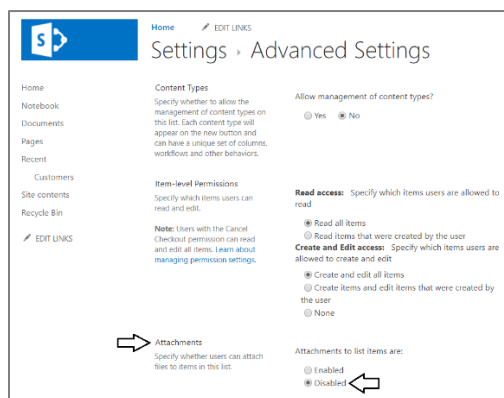 S
Home EDIT LINKS
Settings › Advanced Settings
Home
Notebook
Documents
Pages
Recent
Customers
Site contents
Recycle Bin
EDIT LINKS
Content Types
Specify whether to allow the
management of content types on
this list. Each content type will
appear on the new button and
can have a unique set of columns,
workflows and other behaviors.
Allow management of content types?
Yes No
Item-level Permissions
Specify which items users can
read and edit.
Note: Users with the Cancel
Checkout permission can read
and edit all items. Learn about
managing permission settings.
Read access: Specify which items users are allowed to
read
Read all items
Read items that were created by the user
Create and Edit access: Specify which items users are
allowed to create and edit
Create and edit all items
Create items and edit items that were created by
the user
None
Attachments
Specify whether users can attach
files to items in this list.
Attachments to list items are:
Enabled
Disabled